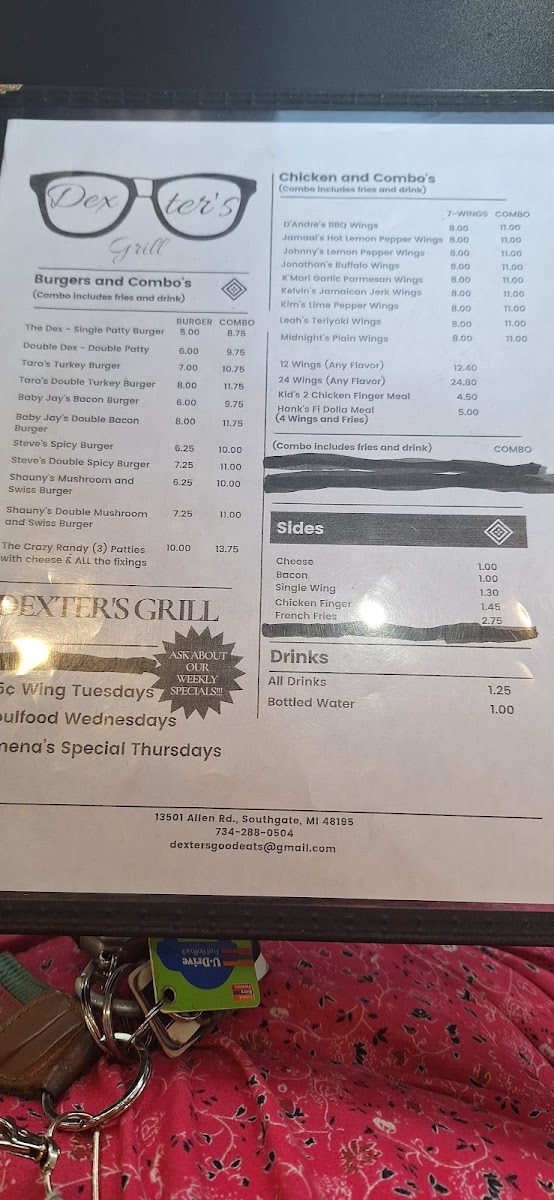 Dex ter's
Grill
Burgers and Combo's
(Combo includes fries and drink)
BURGER COMBO
The Dex - Single Patty Burger 5.00 8.75
Double Dex - Double Patty 6.00 9.75
Tara's Turkey Burger 7.00 10.75
Tara's Double Turkey Burger 8.00 11.75
Baby Jay's Bacon Burger 6.00 9.75
Baby Jay's Double Bacon 8.00 11.75
Burger
Steve's Spicy Burger 6.25 10.00
Steve's Double Spicy Burger 7.25 11.00
Shauny's Mushroom and 6.25 10.00
Swiss Burger
Shauny's Double Mushroom 7.25 11.00
and Swiss Burger
The Crazy Randy (3) Patties 10.00 13.75
with cheese & ALL the fixings
DEXTER'S GRILL
ASK ABOUT
OUR
WEEKLY
SPECIALS!!!
5¢ Wing Tuesdays
oulfood Wednesdays
mena's Special Thursdays
Chicken and Combo's
(Combo includes fries and drink)
7-WINGS COMBO
D'Andre's BBQ Wings 8.00 11.00
Jamaal's Hot Lemon Pepper Wings 8.00 11.00
Johnny's Lemon Pepper Wings 8.00 11.00
Jonathan's Buffalo Wings 8.00 11.00
K'Mari Garlic Parmesan Wings 8.00 11.00
Kelvin's Jamaican Jerk Wings 8.00 11.00
Kim's Lime Pepper Wings 8.00 11.00
Leah's Teriyaki Wings 8.00 11.00
Midnight's Plain Wings 8.00 11.00
12 Wings (Any Flavor) 12.40
24 Wings (Any Flavor) 24.80
Kid's 2 Chicken Finger Meal 4.50
Hank's Fi Dolla Meal 5.00
(4 Wings and Fries)
(Combo includes fries and drink) COMBO
Sides
Cheese 1.00
Bacon 1.00
Single Wing 1.30
Chicken Finger 1.45
French Fries 2.75
Drinks
All Drinks 1.25
Bottled Water 1.00
13501 Allen Rd., Southgate, MI 48195
734-288-0504
dextersgoodeats@gmail.com
U-Drive